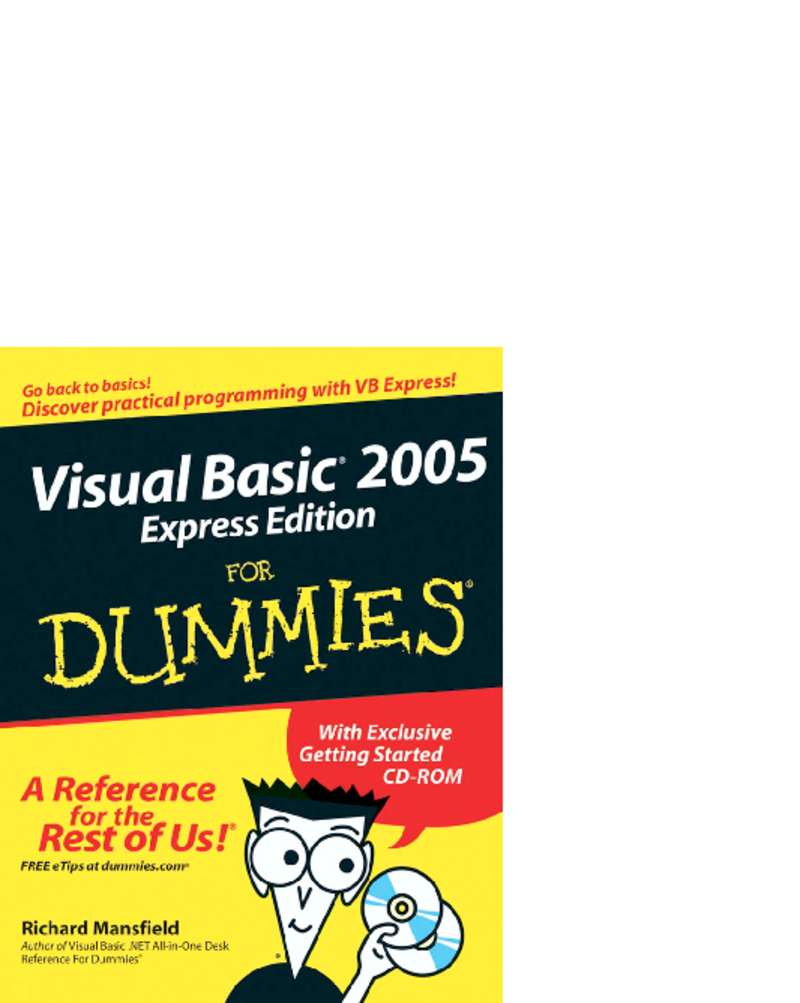 Go back to basics!
Discover practical programming with VB Express!
Visual Basic® 2005
Express Edition
FOR
DUMMIES®
With Exclusive
Getting Started
CD-ROM
A Reference
for the
Rest of Us!®
FREE eTips at dummies.com®
Richard Mansfield
Author of Visual Basic .NET All-in-One Desk
Reference For Dummies®